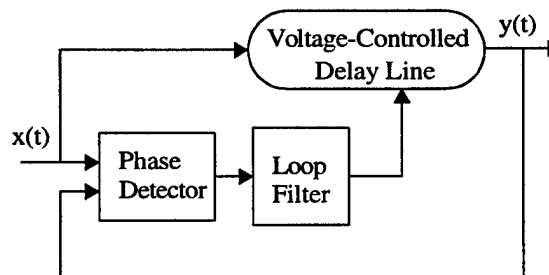 Voltage-Controlled
Delay Line
y(t)
x(t)
Phase
Detector
Loop
Filter